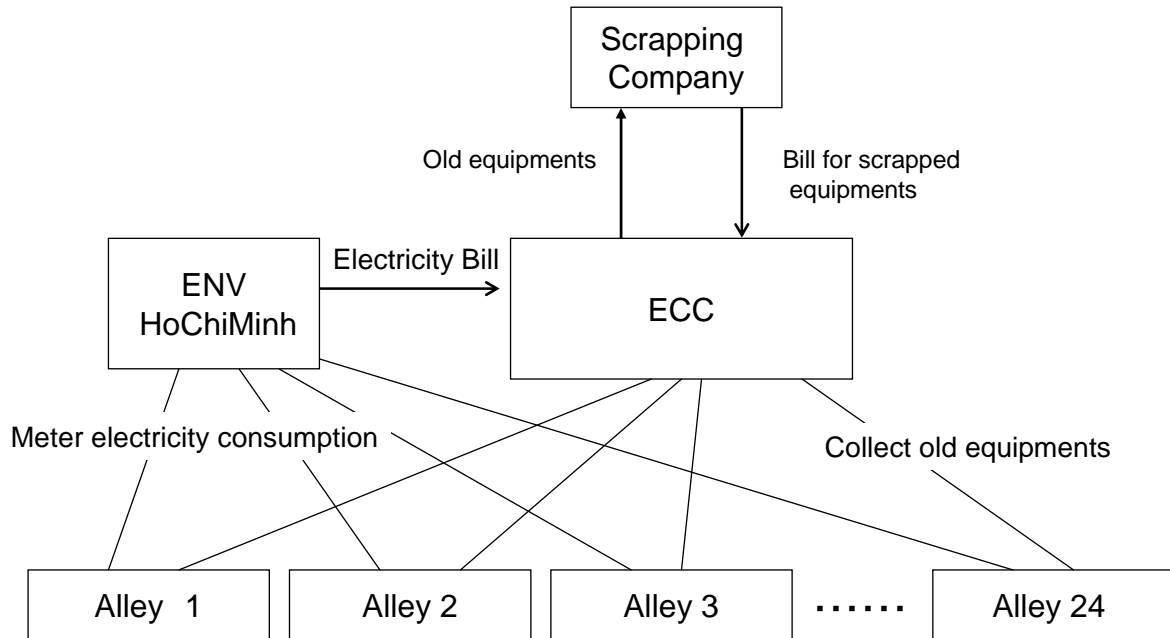 Scrapping
Company
Old equipments
Bill for scrapped
equipments
Electricity Bill
ENV
HoChiMinh
ECC
Meter electricity consumption
Collect old equipments
Alley 1
Alley 2
Alley 3
......
Alley 24